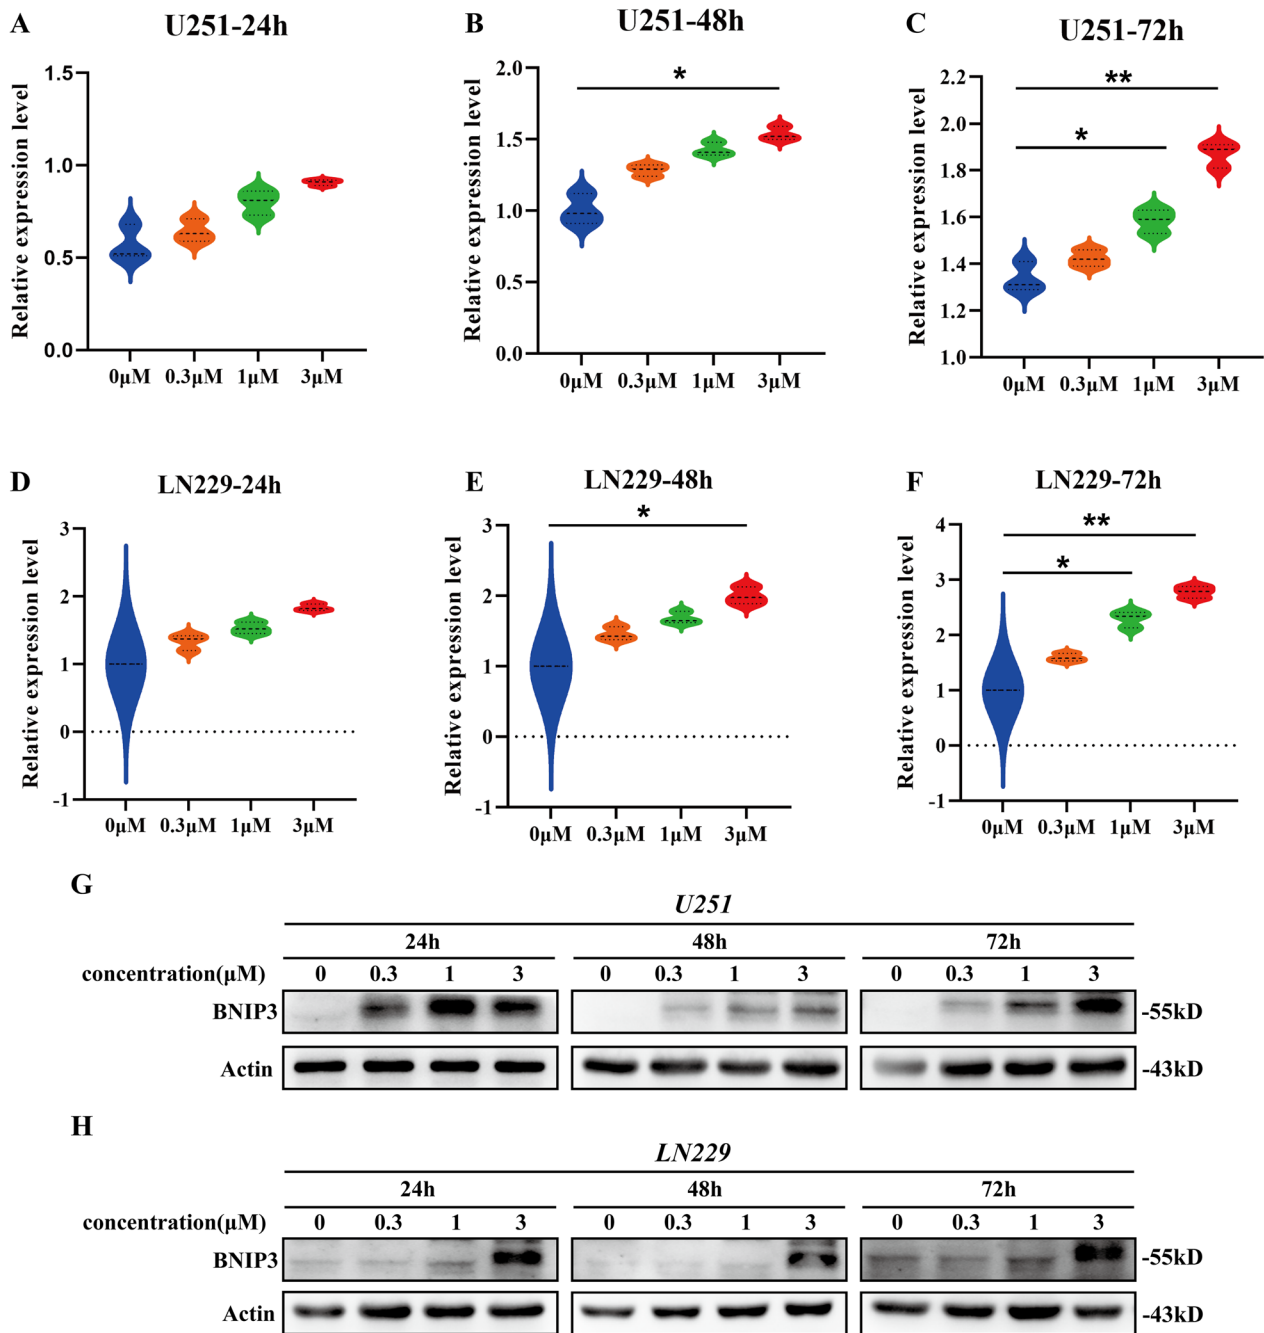 A
U251-24h
Relative expression level
1.5
1.0
0.5
0.0
0μM 0.3μM 1μM 3μM
B
U251-48h
Relative expression level
2.0
1.5
1.0
0.5
0.0
*
0μM 0.3μM 1μM 3μM
C
U251-72h
Relative expression level
2.2
2.0
1.8
1.6
1.4
1.2
1.0
**
*
0μM 0.3μM 1μM 3μM
D
LN229-24h
Relative expression level
3
2
1
0
-1
0μM 0.3μM 1μM 3μM
E
LN229-48h
Relative expression level
3
2
1
0
-1
*
0μM 0.3μM 1μM 3μM
F
LN229-72h
Relative expression level
4
3
2
1
0
-1
**
*
0μM 0.3μM 1μM 3μM
G
U251
24h 48h 72h
concentration(μM) 0 0.3 1 3 0 0.3 1 3 0 0.3 1 3
BNIP3 -55kD
Actin -43kD
H
LN229
24h 48h 72h
concentration(μM) 0 0.3 1 3 0 0.3 1 3 0 0.3 1 3
BNIP3 -55kD
Actin -43kD